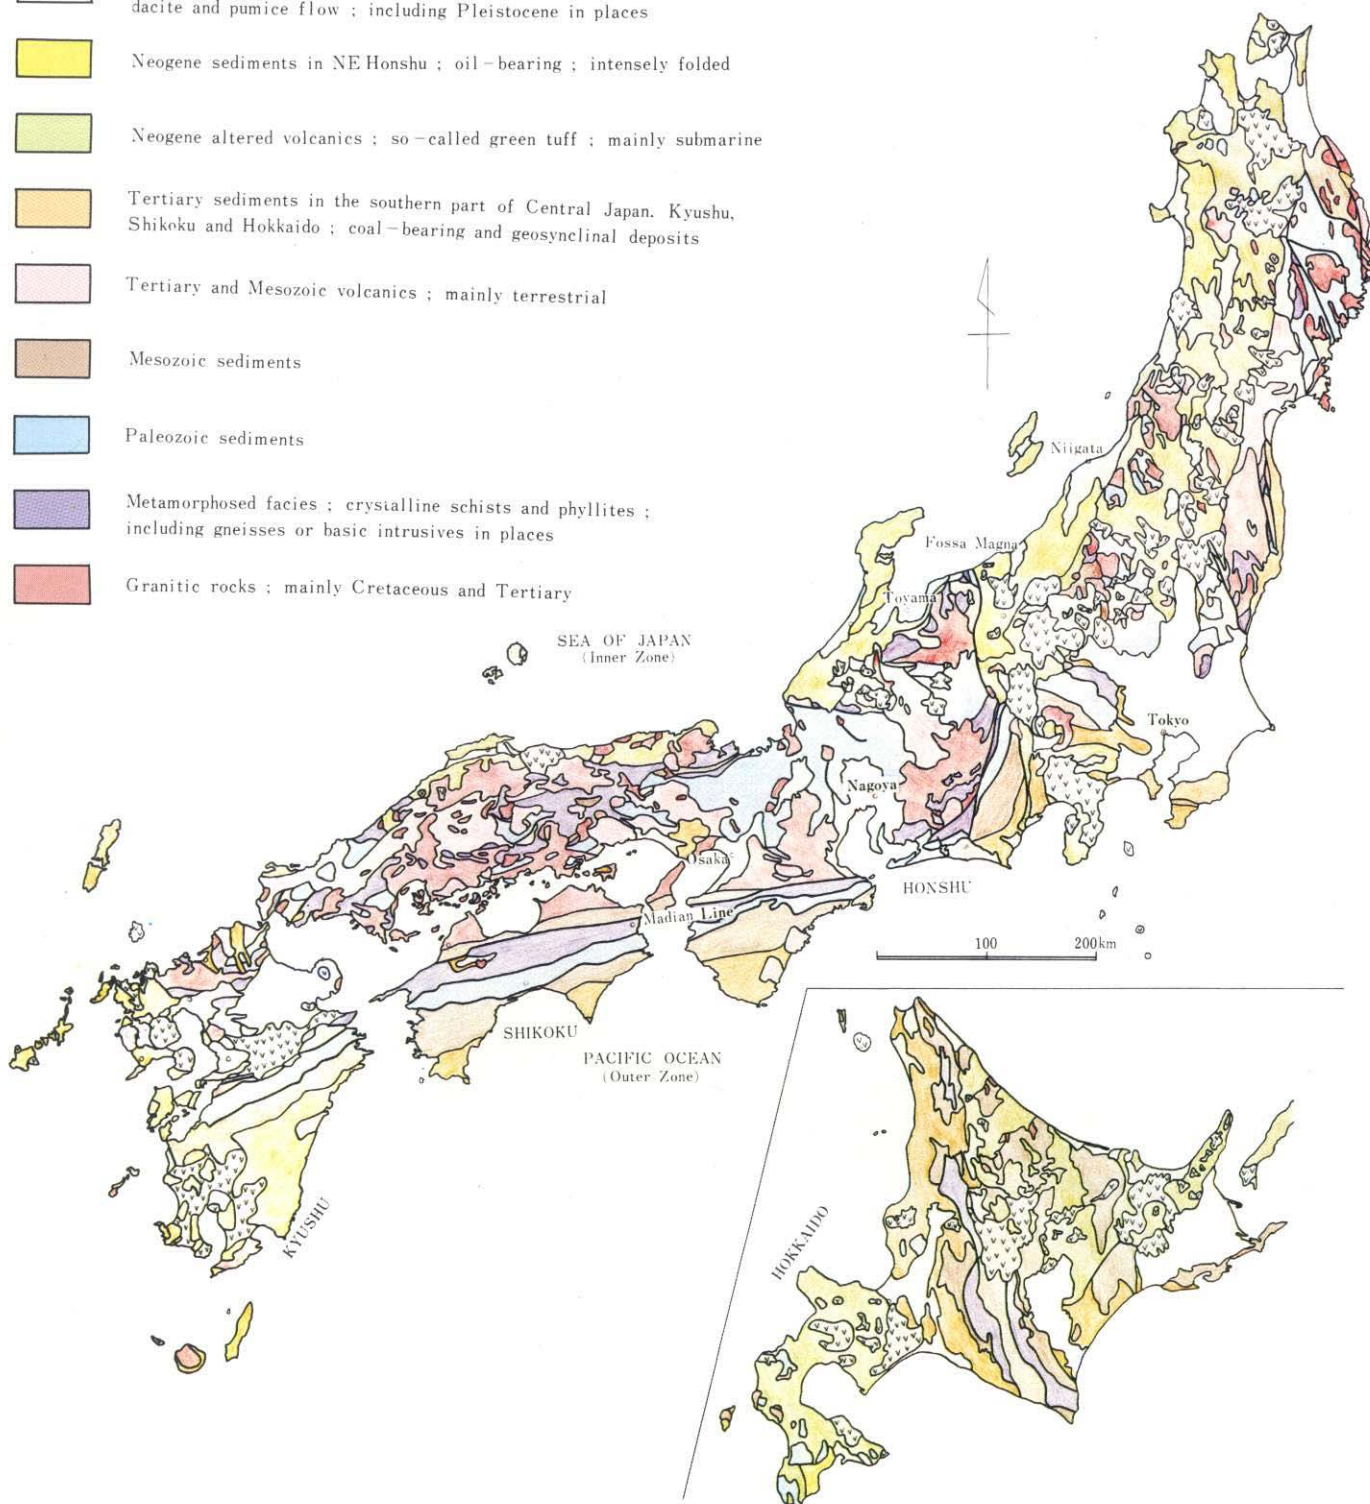 dacite and pumice flow ; including Pleistocene in places
Neogene sediments in NE Honshu ; oil-bearing ; intensely folded
Neogene altered volcanics ; so-called green tuff ; mainly submarine
Tertiary sediments in the southern part of Central Japan. Kyushu,
Shikoku and Hokkaido ; coal-bearing and geosynclinal deposits
Tertiary and Mesozoic volcanics ; mainly terrestrial
Mesozoic sediments
Paleozoic sediments
Metamorphosed facies ; crystalline schists and phyllites ;
including gneisses or basic intrusives in places
Granitic rocks ; mainly Cretaceous and Tertiary
Niigata
Fossa Magna
Toyama
SEA OF JAPAN
(Inner Zone)
Tokyo
Nagoya
Osaka
HONSHU
Madian Line
100 200km
SHIKOKU
PACIFIC OCEAN
(Outer Zone)
KYUSHU
HOKKAIDO